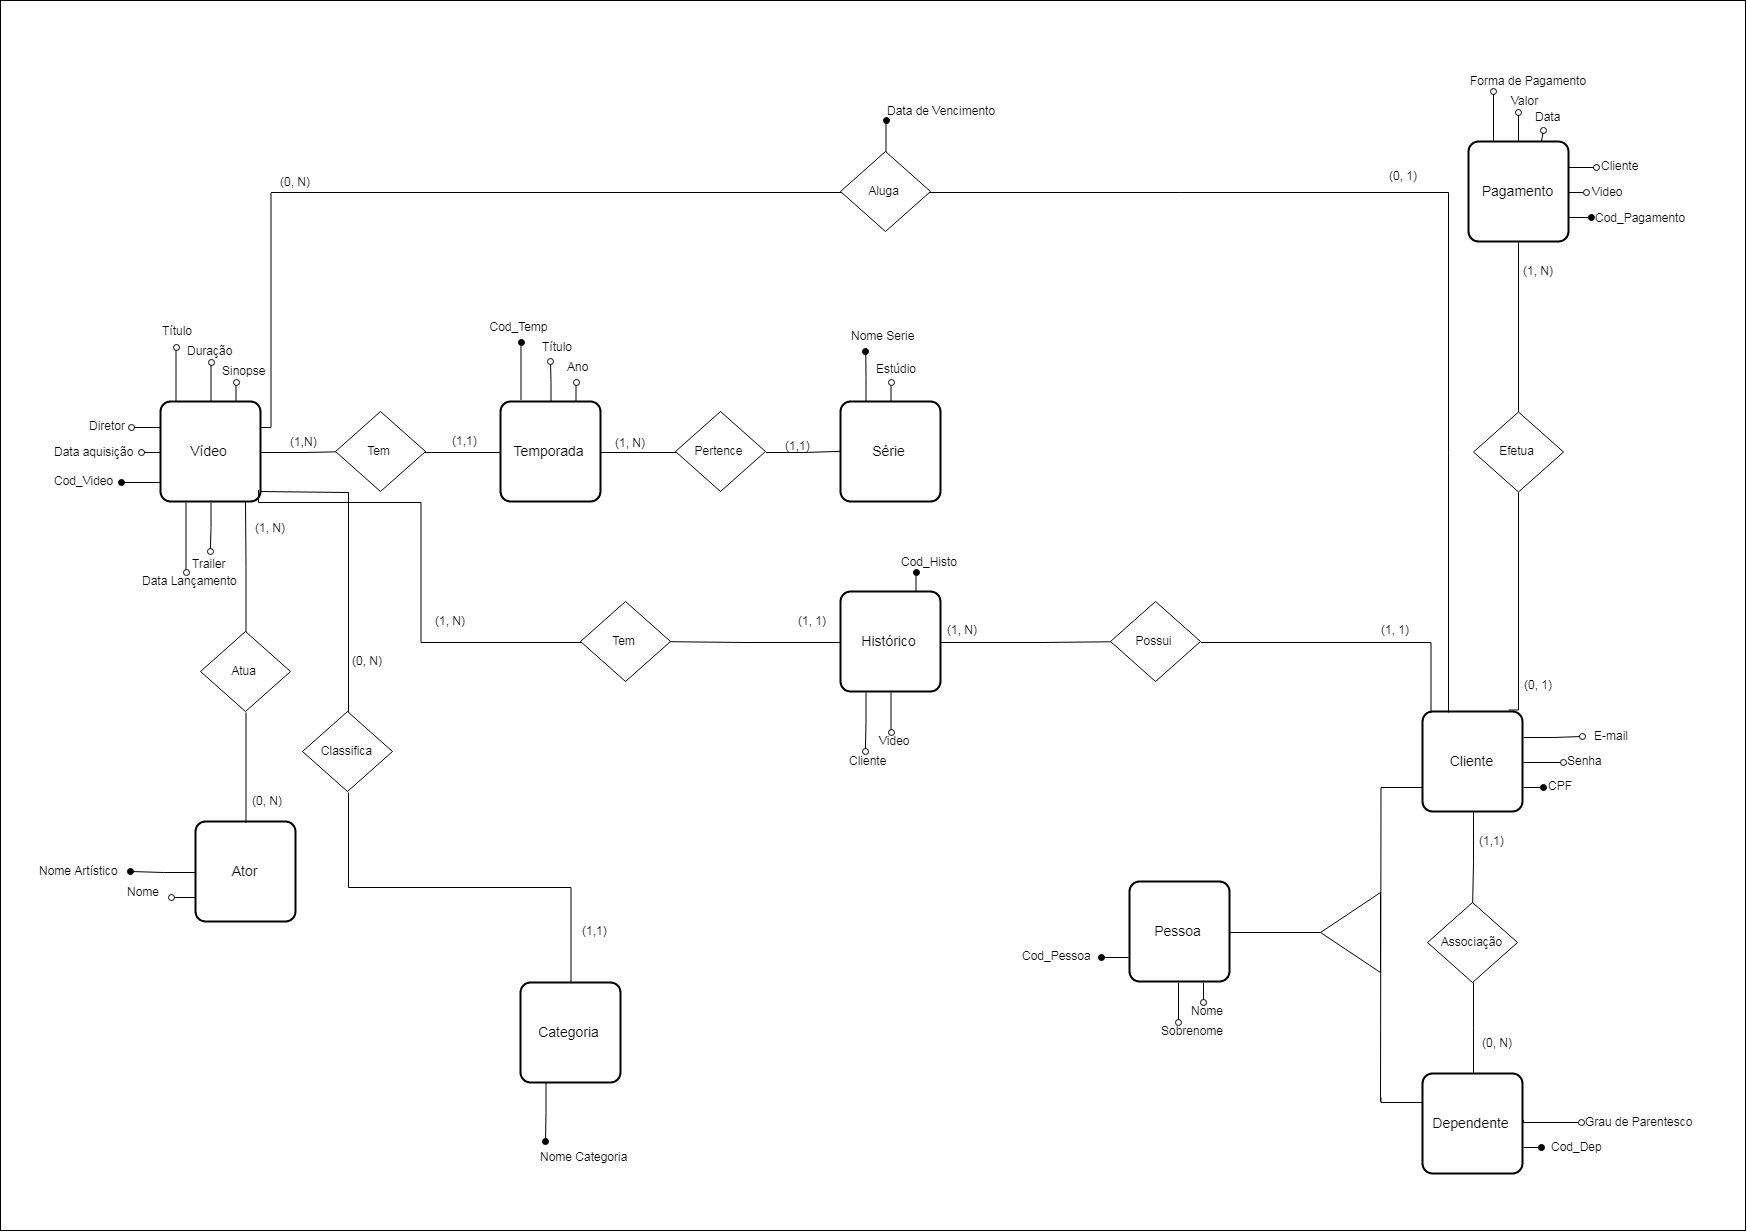 Forma de Pagamento
Valor
Data
Cliente
Video
Cod_Pagamento
Pagamento
Data de Vencimento
Aluga
(0, N)
(0, 1)
(1, N)
Título
Duração
Sinopse
Diretor
Data aquisição
Cod_Video
Vídeo
(1,N)
Tem
(1,1)
Cod_Temp
Título
Ano
Temporada
(1, N)
Pertence
(1,1)
Nome Serie
Estúdio
Série
Efetua
(1, N)
Trailer
Data Lançamento
Cod_Histo
(1, N)
Tem
(1, 1)
Histórico
(1, N)
Possui
(1, 1)
Video
Cliente
(0, N)
Atua
Classifica
(0, 1)
Cliente
E-mail
Senha
CPF
(0, N)
Nome Artístico
Nome
Ator
(1,1)
(1,1)
Pessoa
Cod_Pessoa
Nome
Sobrenome
Associação
Categoria
Nome Categoria
(0, N)
Dependente
Grau de Parentesco
Cod_Dep